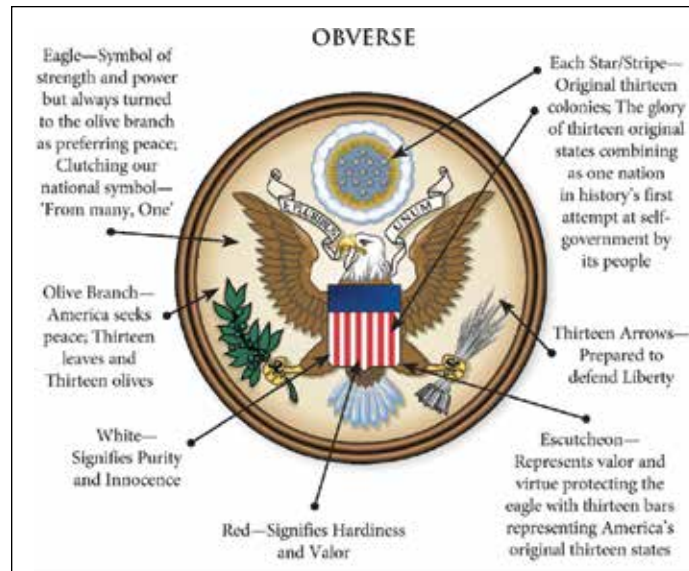 OBVERSE
Eagle—Symbol of
strength and power
but always turned
to the olive branch
as preferring peace;
Clutching our
national symbol—
'From many, One'
Each Star/Stripe—
Original thirteen
colonies; The glory
of thirteen original
states combining
as one nation
in history's first
attempt at self-
government by
its people
E PLURIBUS
UNUM
Olive Branch—
America seeks
peace; Thirteen
leaves and
Thirteen olives
Thirteen Arrows—
Prepared to
defend Liberty
White—
Signifies Purity
and Innocence
Escutcheon—
Represents valor and
virtue protecting the
eagle with thirteen bars
representing America's
original thirteen states
Red—Signifies Hardiness
and Valor